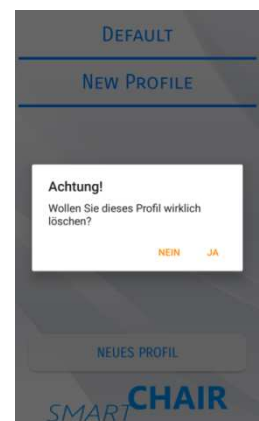 DEFAULT
NEW PROFILE
Achtung!
Wollen Sie dieses Profil wirklich
löschen?
NEIN JA
NEUES PROFIL
SMART CHAIR